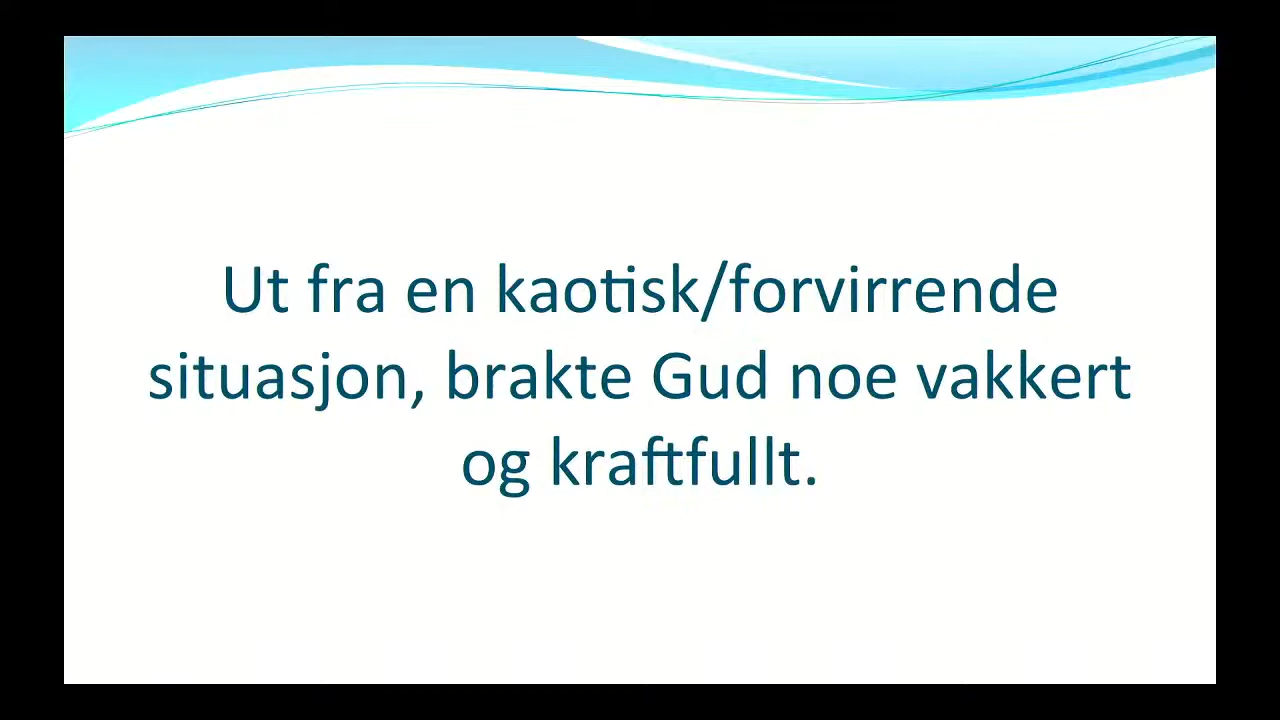 Ut fra en kaotisk/forvirrende
situasjon, brakte Gud noe vakkert
og kraftfullt.